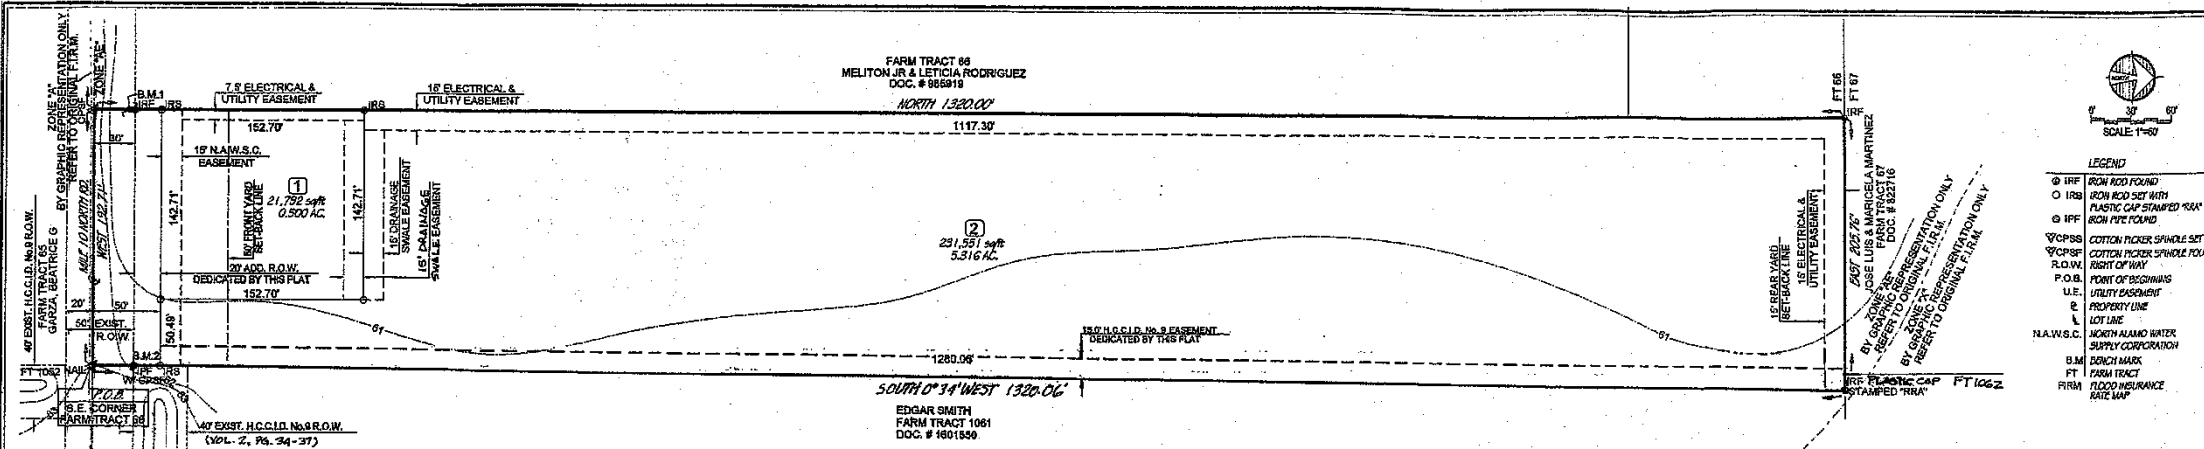 FARM TRACT 66
MELITON JR & LETICIA RODRIGUEZ
DOC. # 985919
NORTH 1320.00'
1117.30'
ZONE "A"
BY GRAPHIC REPRESENTATION ONLY
REFER TO ORIGINAL F.I.R.M.
ZONE "AE"
CPSF
B.M.1
IRF
IRS
7.5' ELECTRICAL &
UTILITY EASEMENT
152.70'
IRS
15' ELECTRICAL &
UTILITY EASEMENT
30'
15' N.A.W.S.C.
EASEMENT
142.71'
1
21,792 sqft
0.500 AC.
142.71'
15' DRAINAGE
SWALE EASEMENT
15' DRAINAGE
SWALE EASEMENT
20' ADD. R.O.W.
DEDICATED BY THIS PLAT
152.70'
50.49'
40' EXIST. H.C.C.I.D. No.9 R.O.W.
FARM TRACT 65
GARZA, BEATRICE G
MILE 10 NORTH RD.
WEST 192.71'
20'
50'
50' EXIST.
R.O.W.
B.M.2
FT 1062
NAIL
IPF
IRS
P.O.B.
S.E. CORNER
FARM TRACT 66
40' EXIST. H.C.C.I.D. No.9 R.O.W.
(VOL. 2, PG. 34-37)
61
2
231,551 sqft
5.316 AC.
61
15.0' H.C.C.I.D. No. 9 EASEMENT
DEDICATED BY THIS PLAT
1280.06'
SOUTH 0° 34' WEST 1320.06'
EDGAR SMITH
FARM TRACT 1061
DOC. # 1601550
15' REAR YARD
SET-BACK LINE
15' ELECTRICAL &
UTILITY EASEMENT
FT 66
FT 67
IRF
EAST 205.76'
JOSE LUIS & MARICELA MARTINEZ
FARM TRACT 67
DOC. # 822716
ZONE "AE"
BY GRAPHIC REPRESENTATION ONLY
REFER TO ORIGINAL F.I.R.M.
ZONE "X"
BY GRAPHIC REPRESENTATION ONLY
REFER TO ORIGINAL F.I.R.M.
IRF PLASTIC CAP FT 1062
STAMPED "RRA"
NORTH
0' 30' 60'
SCALE: 1"=60'
LEGEND
IRF IRON ROD FOUND
IRS IRON ROD SET WITH
PLASTIC CAP STAMPED "RRA"
IPF IRON PIPE FOUND
CPSS COTTON PICKER SPINDLE SET
CPSF COTTON PICKER SPINDLE
R.O.W. RIGHT OF WAY
P.O.B. POINT OF BEGINNING
U.E. UTILITY EASEMENT
PROPERTY LINE
LOT LINE
N.A.W.S.C. NORTH ALAMO WATER
SUPPLY CORPORATION
B.M BENCH MARK
FT FARM TRACT
FIRM FLOOD INSURANCE
RATE MAP